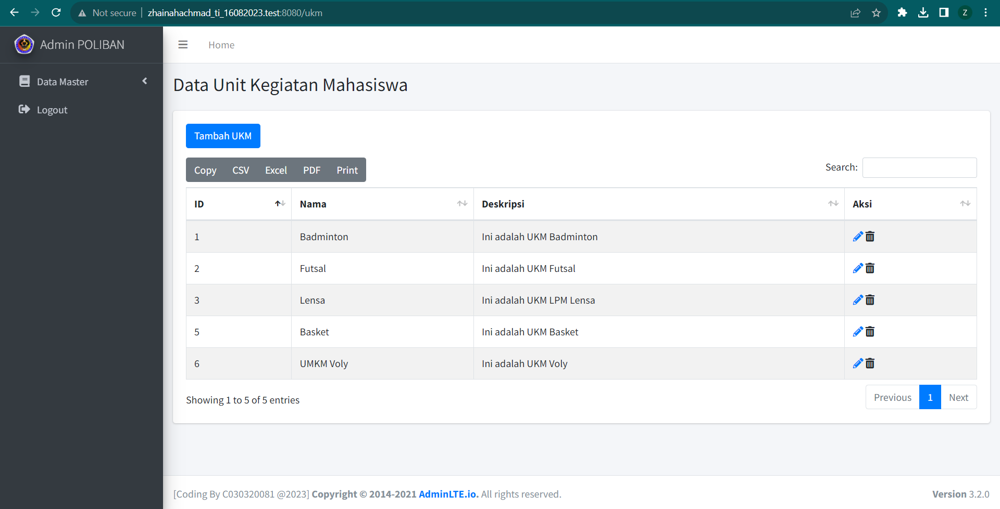 Not secure zhainahachmad_ti_16082023.test:8080/ukm Z
Admin POLIBAN
Home
Data Master
Logout
Data Unit Kegiatan Mahasiswa
Tambah UKM
Copy CSV Excel PDF Print
Search:
ID Nama Deskripsi Aksi
1 Badminton Ini adalah UKM Badminton
2 Futsal Ini adalah UKM Futsal
3 Lensa Ini adalah UKM LPM Lensa
5 Basket Ini adalah UKM Basket
6 UMKM Voly Ini adalah UKM Voly
Showing 1 to 5 of 5 entries
Previous 1 Next
[Coding By C030320081 @2023] Copyright © 2014-2021 AdminLTE.io. All rights reserved.
Version 3.2.0